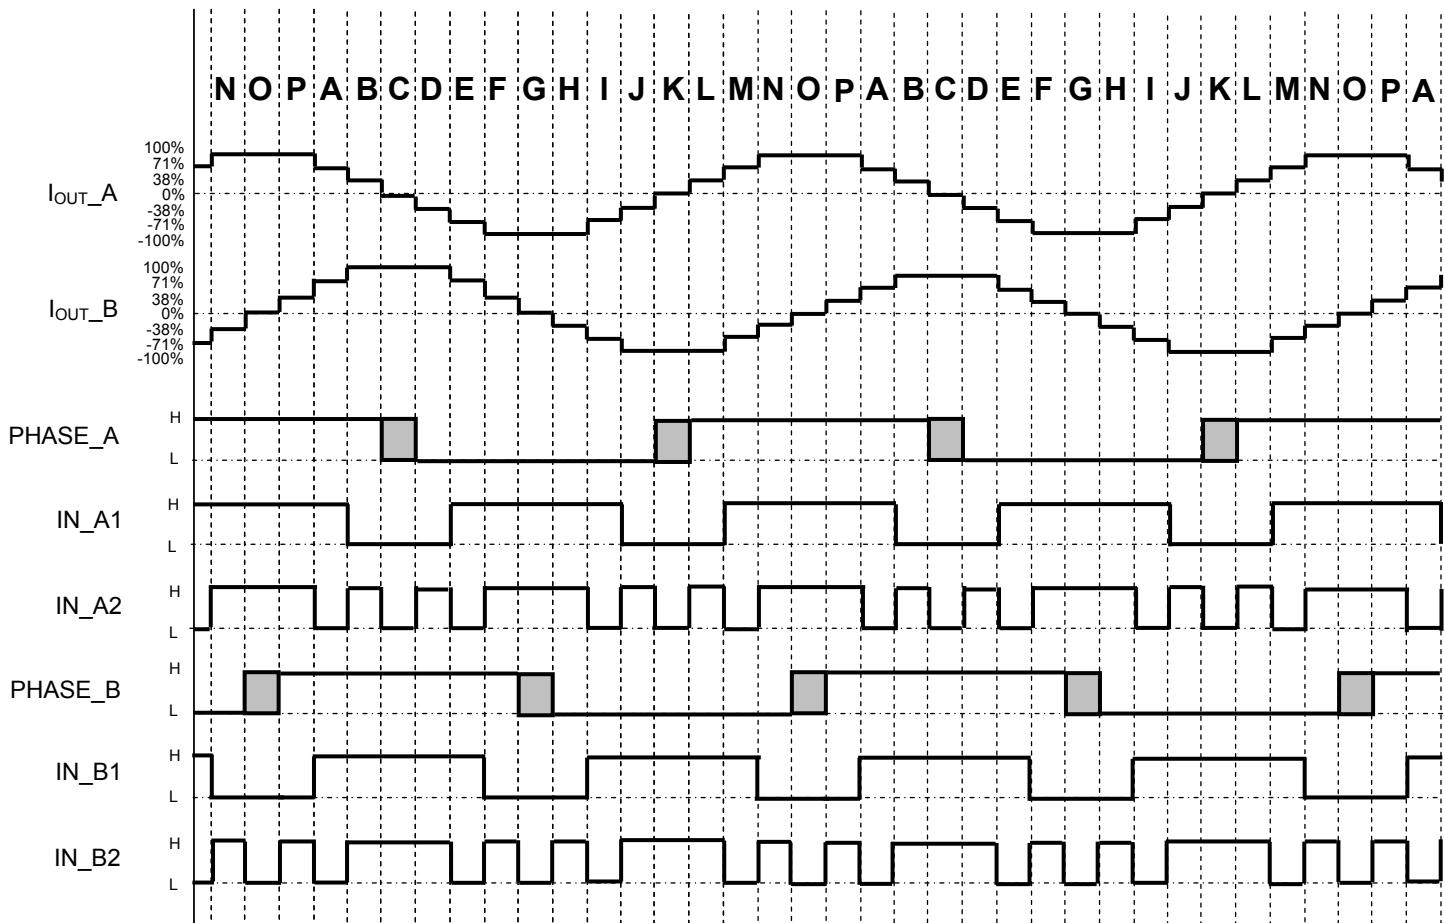 N O P A B C D E F G H I J K L M N O P A B C D E F G H I J K L M N O P A
100%
71%
38%
IOUT_A 0%
-38%
-71%
-100%
100%
71%
38%
IOUT_B 0%
-38%
-71%
-100%
H
PHASE_A
L
H
IN_A1
L
H
IN_A2
L
H
PHASE_B
L
H
IN_B1
L
H
IN_B2
L